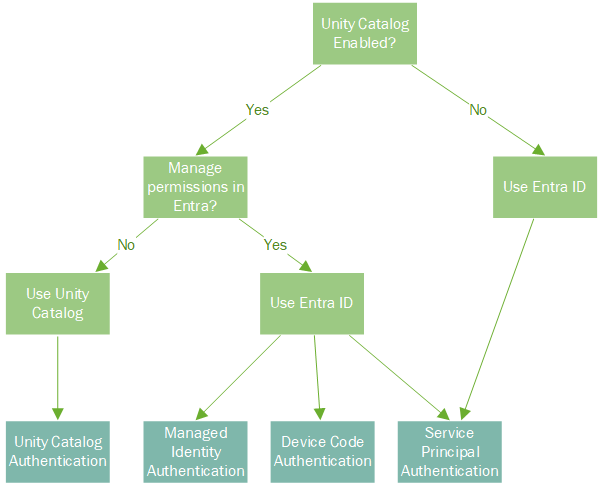 Unity Catalog
Enabled?
Yes
No
Manage
permissions in
Entra?
Use Entra ID
No
Yes
Use Unity
Catalog
Use Entra ID
Unity Catalog
Authentication
Managed
Identity
Authentication
Device Code
Authentication
Service
Principal
Authentication